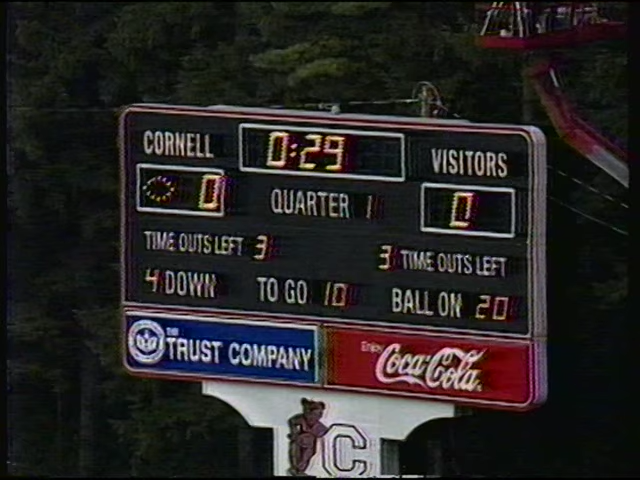 CORNELL 0:29 VISITORS
0 QUARTER 1 0
TIME OUTS LEFT 3 3 TIME OUTS LEFT
4 DOWN TO GO 10 BALL ON 20
THE
TRUST COMPANY
Enjoy
Coca-Cola
C